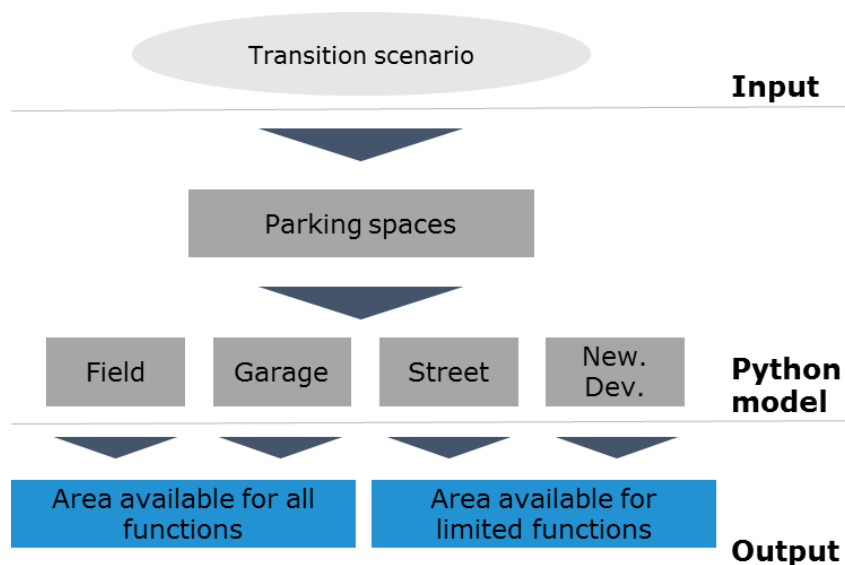 Transition scenario
Input
Parking spaces
Field
Garage
Street
New.
Dev.
Python
model
Area available for all
functions
Area available for
limited functions
Output